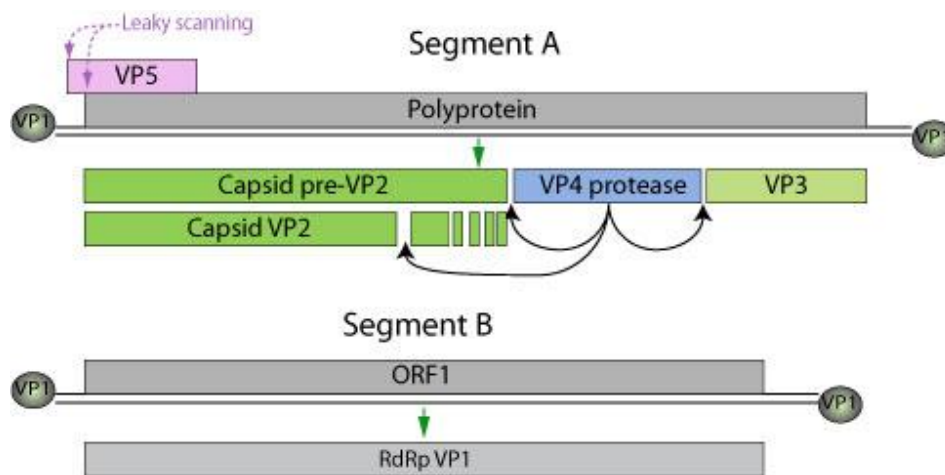 Leaky scanning
Segment A
VP5
Polyprotein
VP1
VP1
Capsid pre-VP2
VP4 protease
VP3
Capsid VP2
Segment B
ORF1
VP1
VP1
RdRp VP1